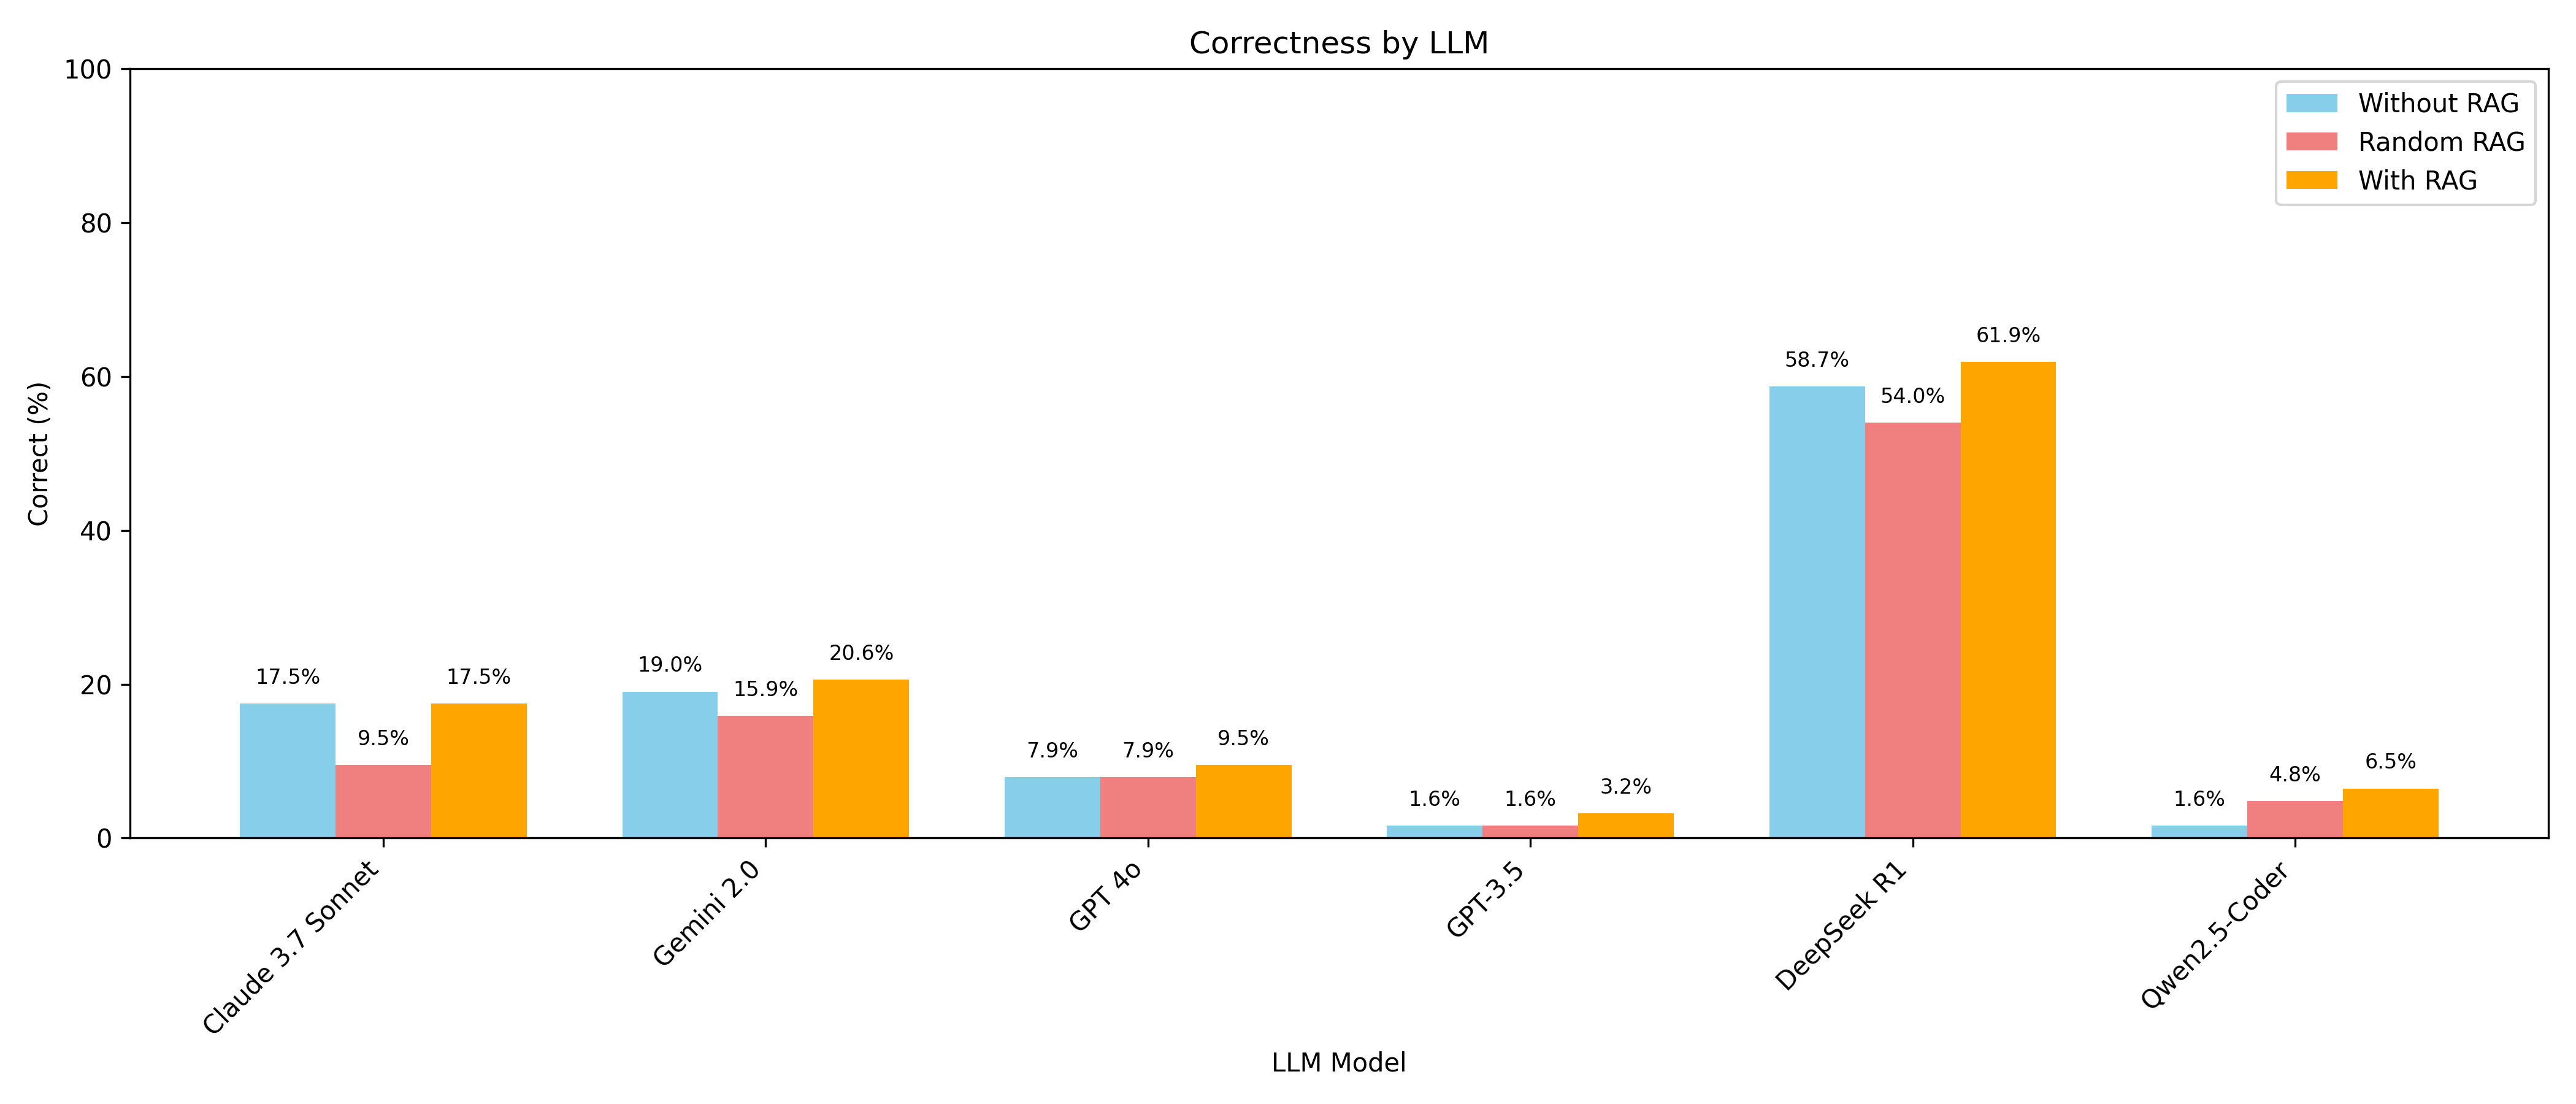 Correctness by LLM
100
80
60
40
20
0
Correct (%)
Without RAG
Random RAG
With RAG
17.5%
9.5%
17.5%
19.0%
15.9%
20.6%
7.9%
7.9%
9.5%
1.6%
1.6%
3.2%
58.7%
54.0%
61.9%
1.6%
4.8%
6.5%
Claude 3.7 Sonnet
Gemini 2.0
GPT 4o
GPT-3.5
DeepSeek R1
Qwen2.5-Coder
LLM Model